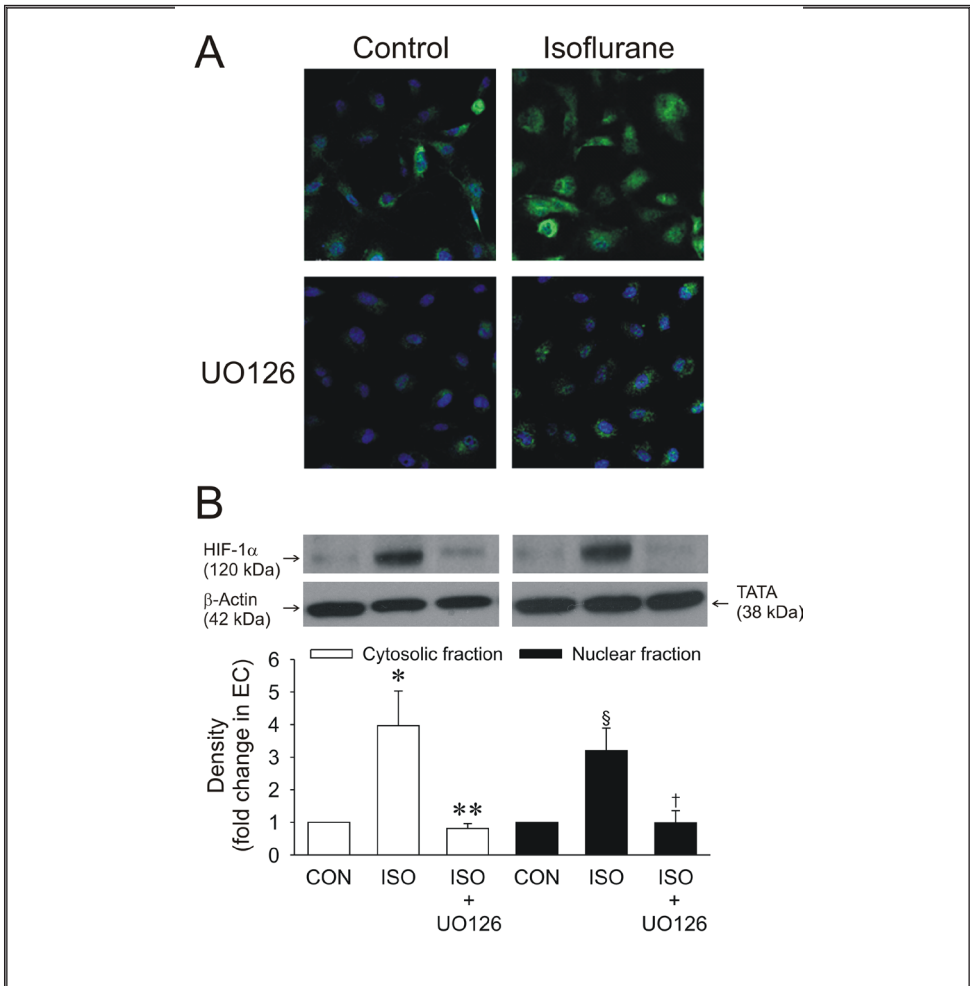 A
Control
Isoflurane
UO126
B
HIF-1α
(120 kDa)
β-Actin
(42 kDa)
TATA
(38 kDa)
Cytosolic fraction
Nuclear fraction
Density
(fold change in EC)
6
5
4
3
2
1
0
*
**
§
†
CON
ISO
ISO
+
UO126
CON
ISO
ISO
+
UO126